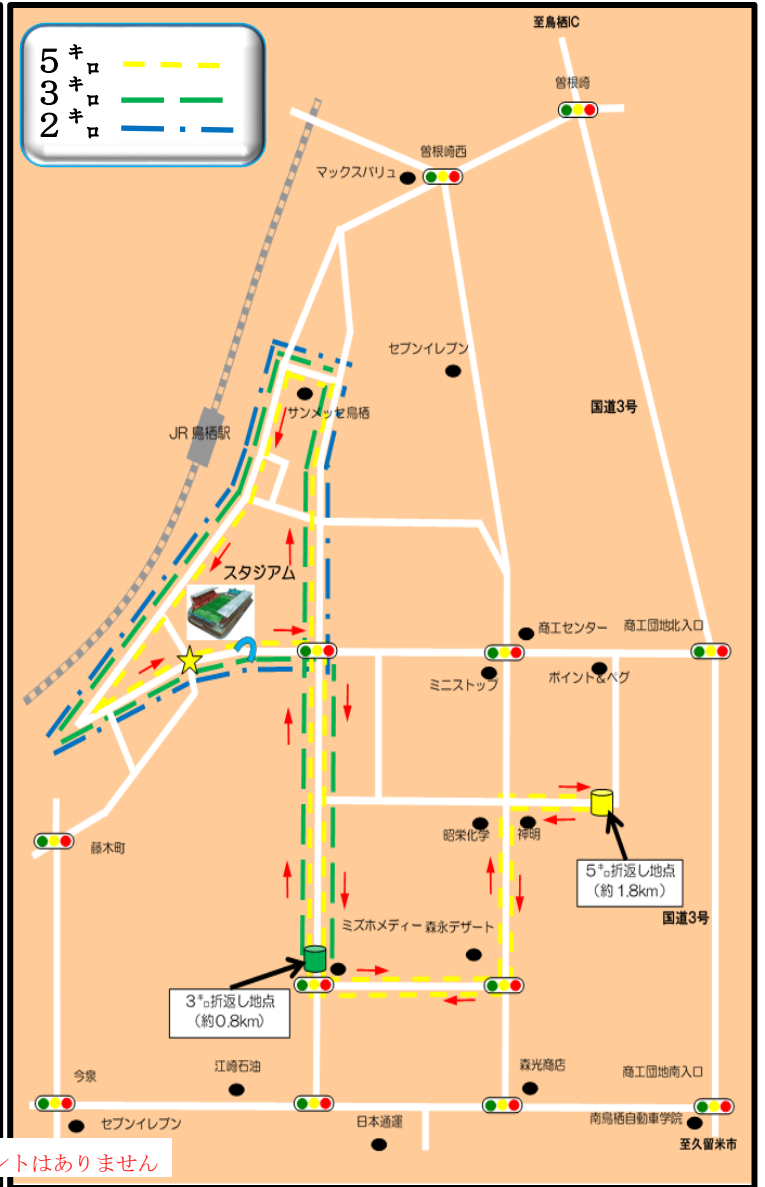 至鳥栖IC
5キロ
3キロ
2キロ
曽根崎
曽根崎西
マックスバリュ
セブンイレブン
国道3号
サンメッセ鳥栖
JR 鳥栖駅
スタジアム
商工センター
商工団地北入口
ミニストップ
ポイント&ペグ
昭栄化学
神明
藤木町
5キロ折返し地点
(約1.8km)
国道3号
ミズホメディー
森永デザート
3キロ折返し地点
(約0.8km)
今泉
江崎石油
森光商店
商工団地南入口
セブンイレブン
日本通運
南鳥栖自動車学院
至久留米市
ントはありません